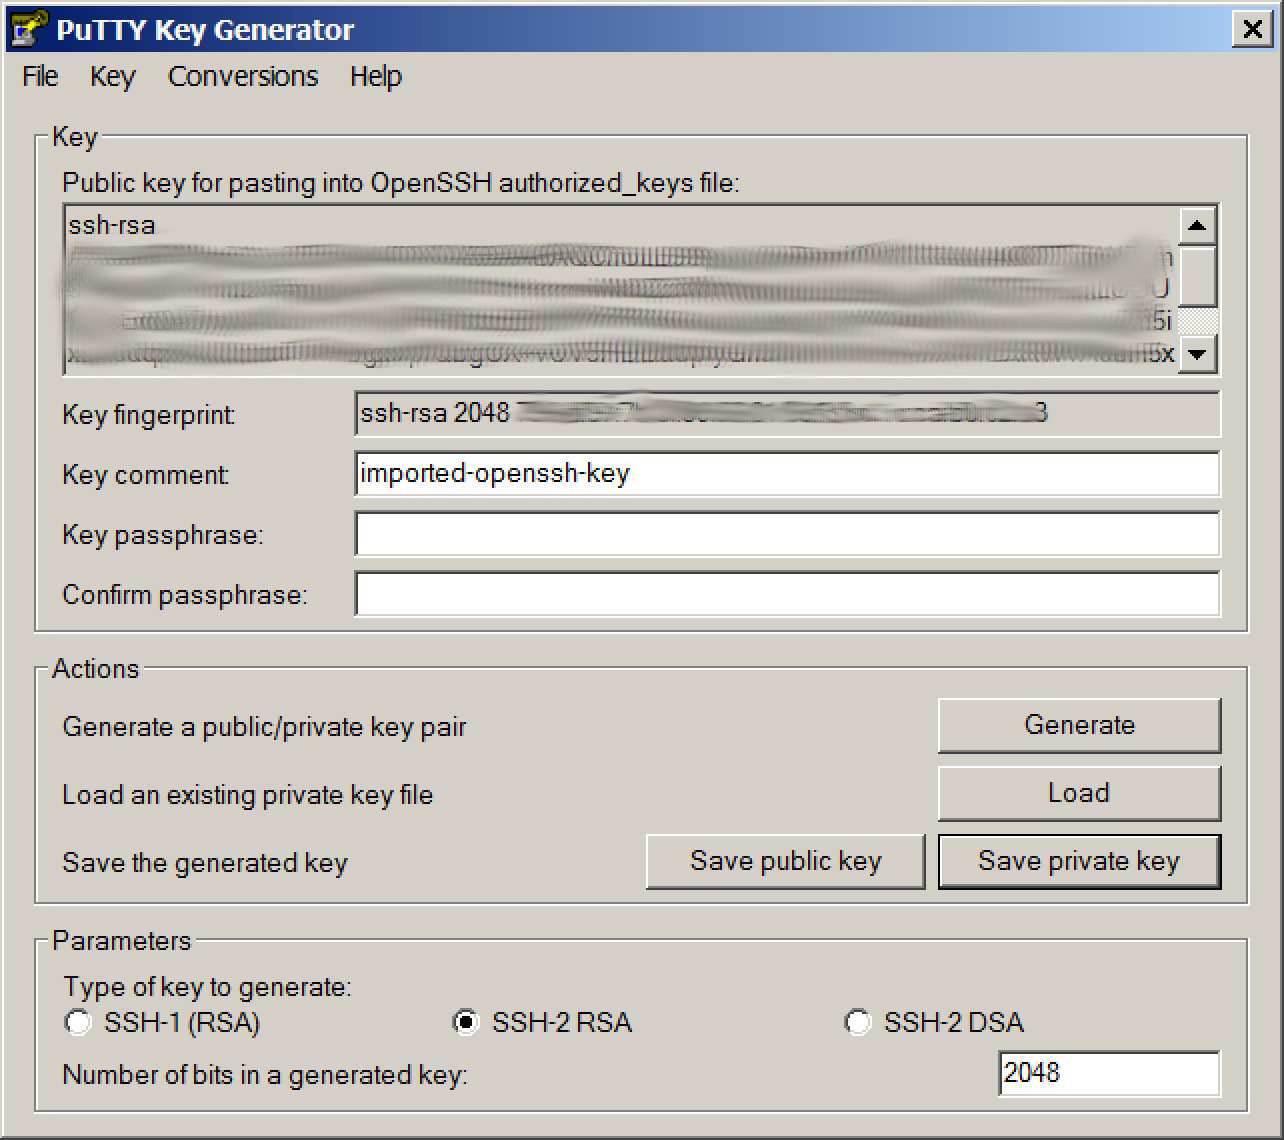 PuTTY Key Generator
File Key Conversions Help
Key
Public key for pasting into OpenSSH authorized_keys file:
ssh-rsa
Key fingerprint:
ssh-rsa 2048
Key comment:
imported-openssh-key
Key passphrase:
Confirm passphrase:
Actions
Generate a public/private key pair
Generate
Load an existing private key file
Load
Save the generated key
Save public key
Save private key
Parameters
Type of key to generate:
SSH-1 (RSA) SSH-2 RSA SSH-2 DSA
Number of bits in a generated key:
2048